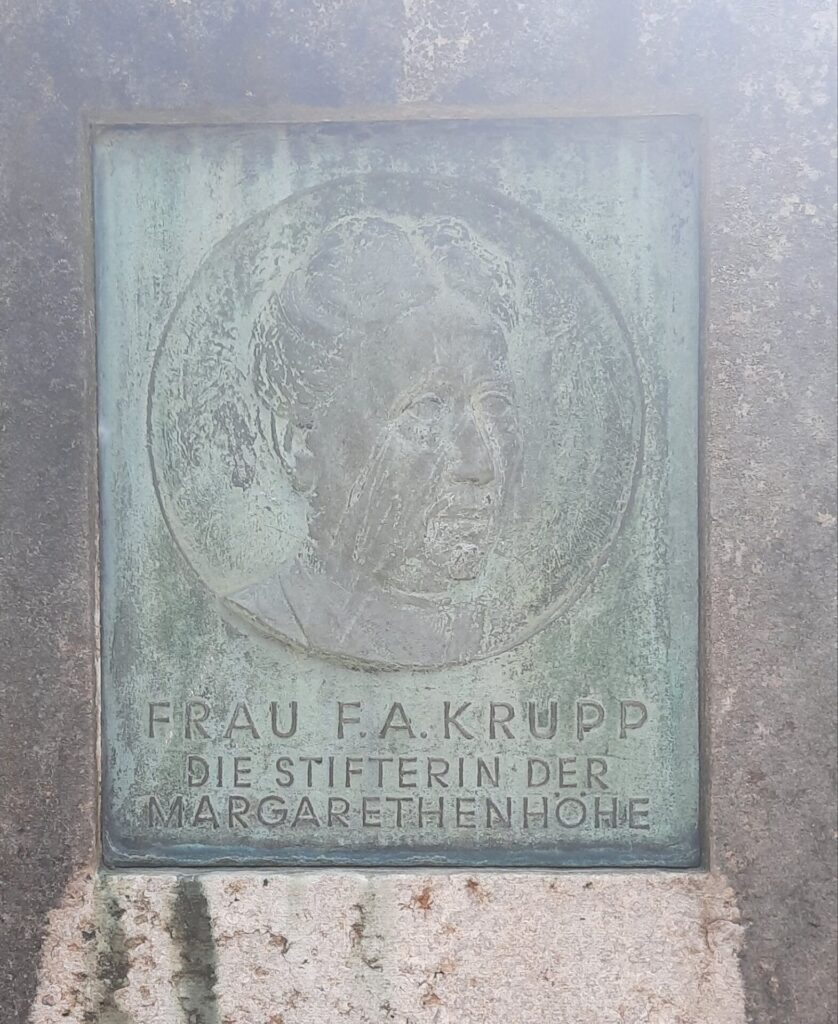 FRAU F.A. KRUPP
DIE STIFTERIN DER
MARGARETHENHÖHE